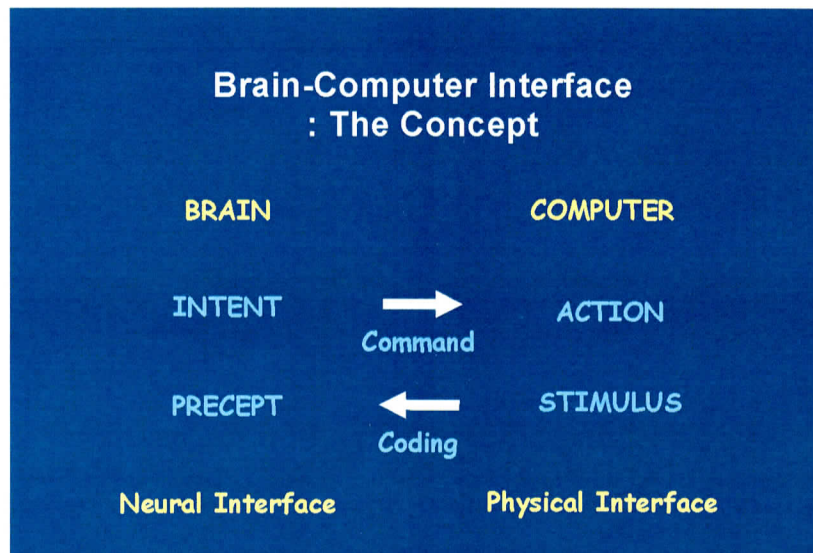 Brain-Computer Interface
: The Concept
BRAIN COMPUTER
INTENT ACTION
Command
PRECEPT STIMULUS
Coding
Neural Interface Physical Interface